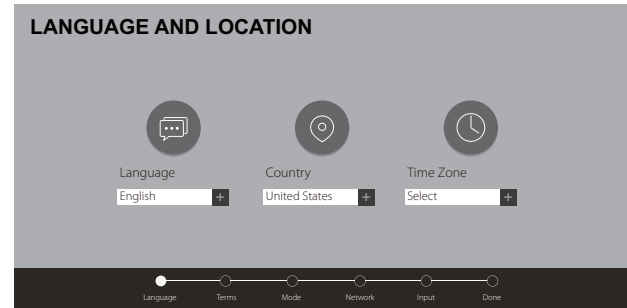 LANGUAGE AND LOCATION
Language Country Time Zone
English + United States + Select +
Language Terms Mode Network Input Done